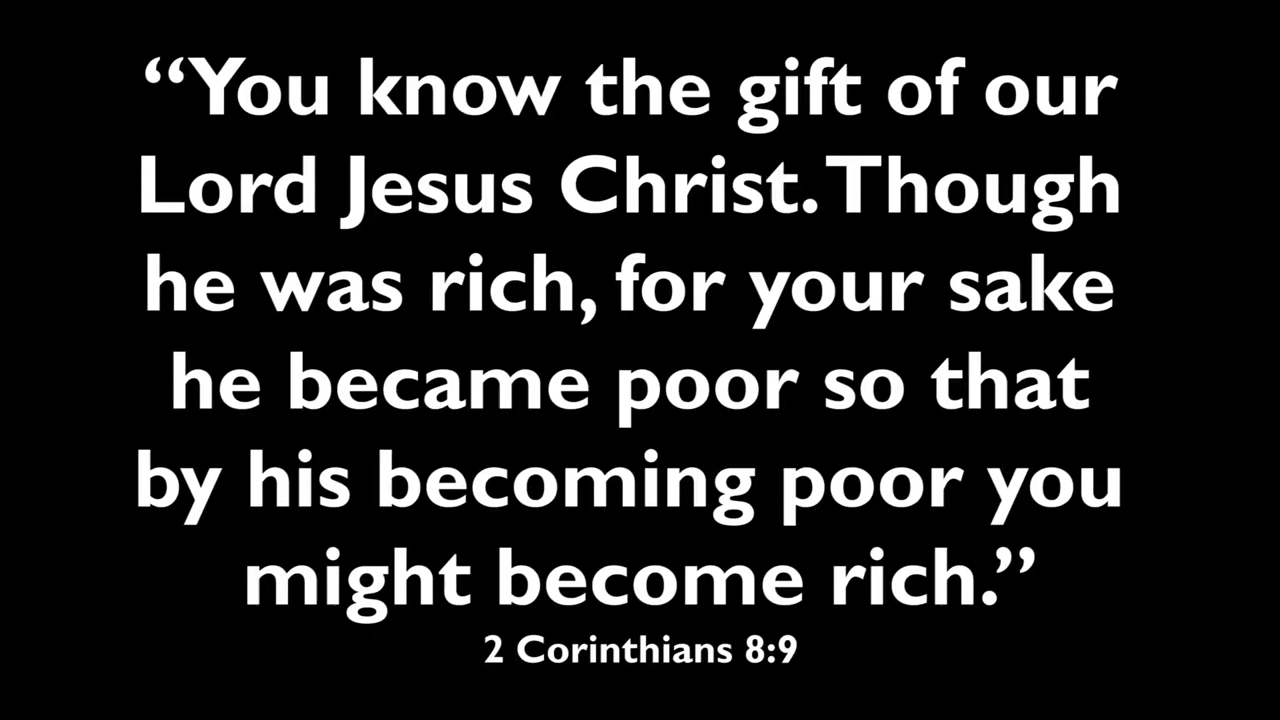 “You know the gift of our
Lord Jesus Christ. Though
he was rich, for your sake
he became poor so that
by his becoming poor you
might become rich.”
2 Corinthians 8:9